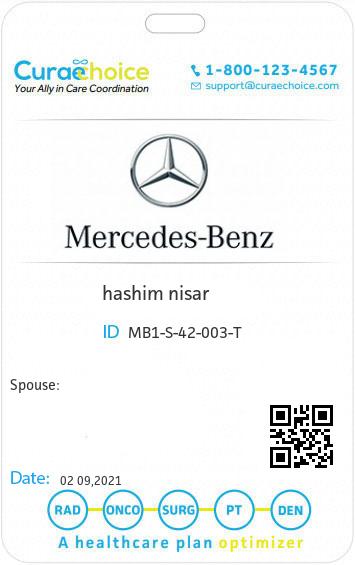 Curaechoice
Your Ally in Care Coordination
1-800-123-4567
support@curaechoice.com
Mercedes-Benz
hashim nisar
ID MB1-S-42-003-T
Spouse:
Date: 02 09,2021
RAD ONCO SURG PT DEN
A healthcare plan optimizer